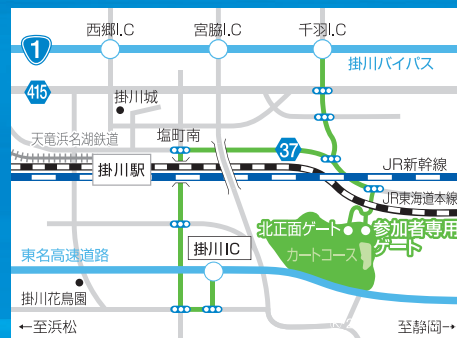 西郷I.C
宮脇I.C
千羽I.C
1
掛川バイパス
415
掛川城
天竜浜名湖鉄道
塩町南
37
掛川駅
JR新幹線
JR東海道本線
北正面ゲート
参加者専用
ゲート
カートコース
掛川IC
東名高速道路
掛川花鳥園
←至浜松
至静岡→